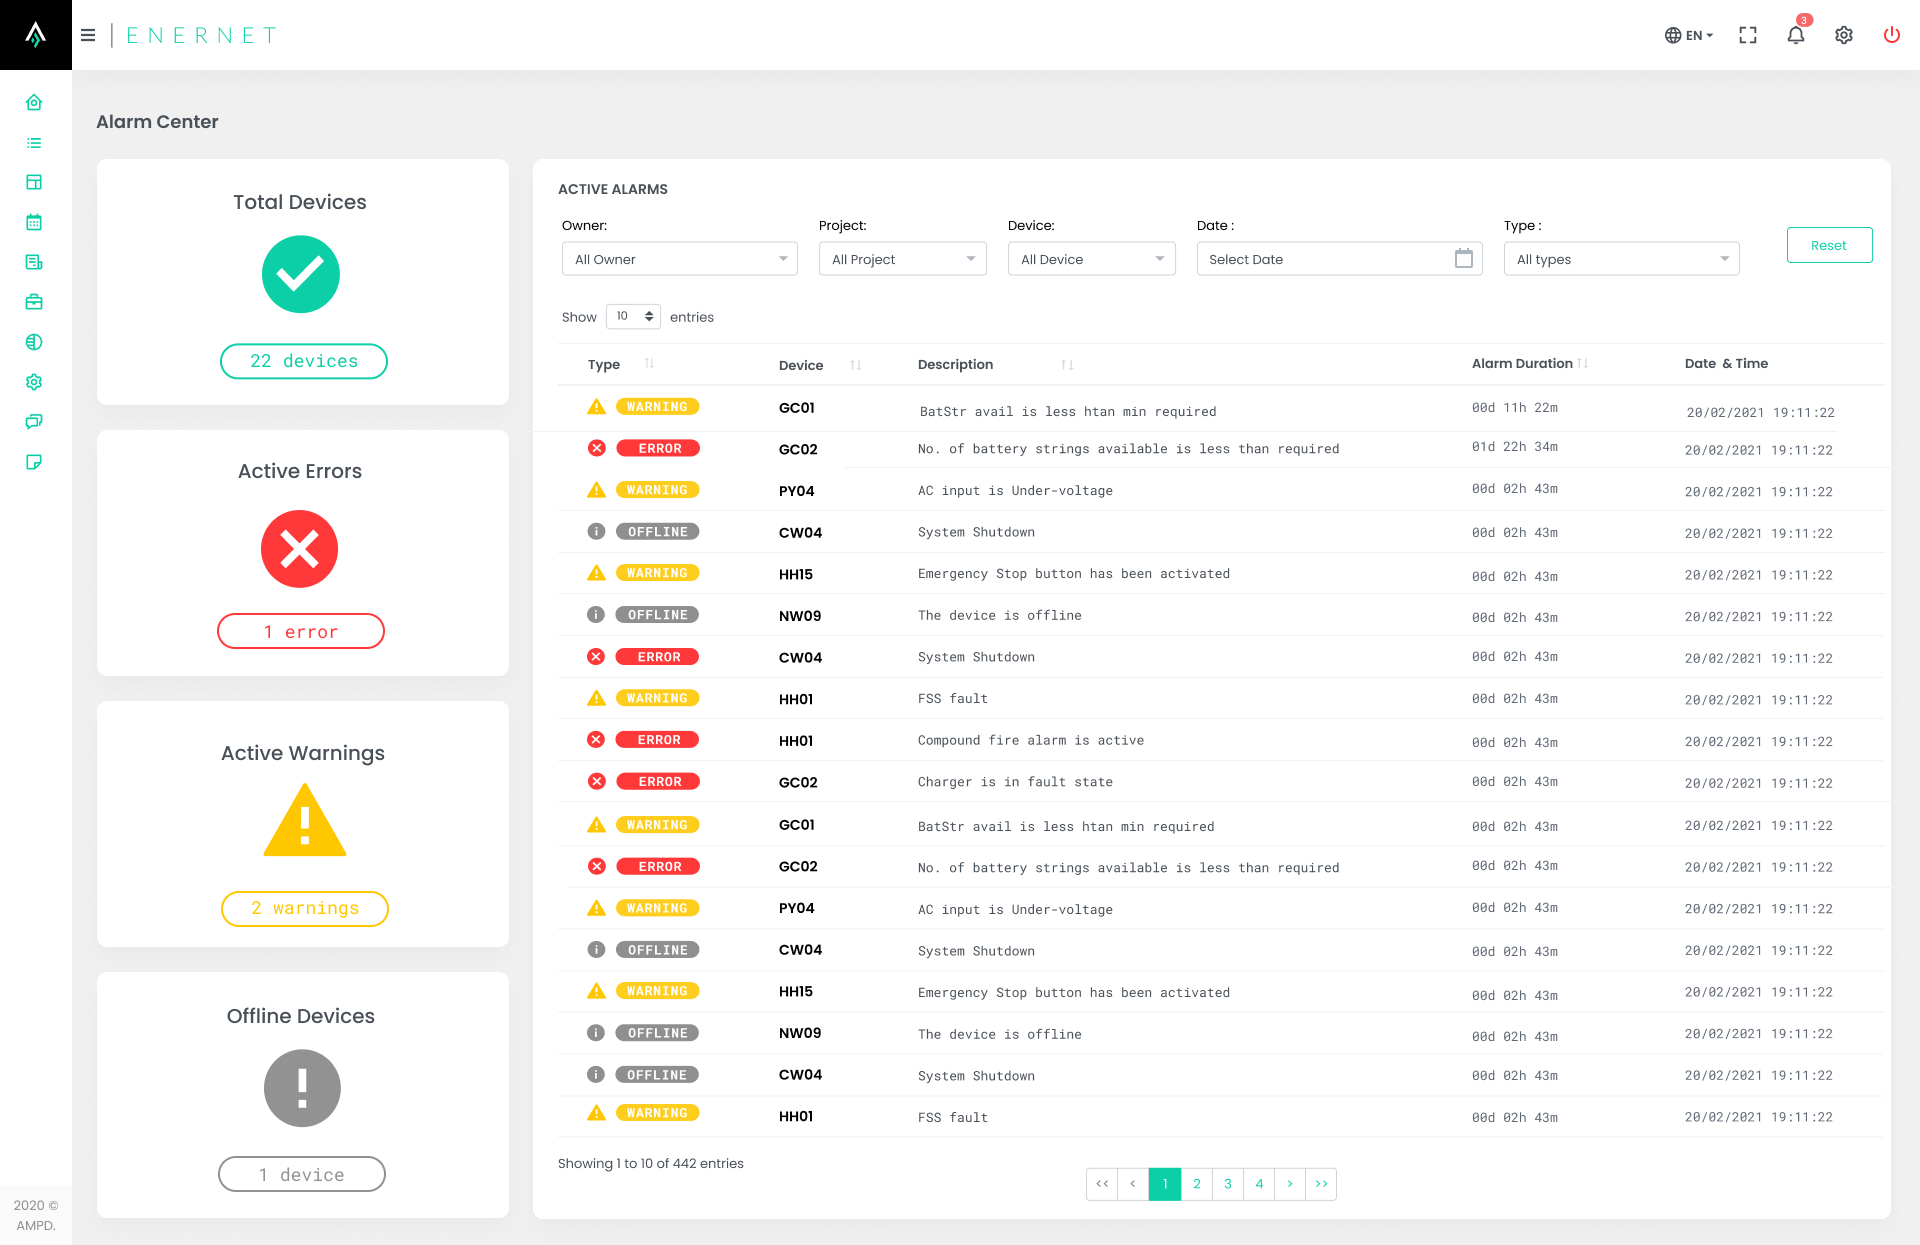 ENERNET
EN
3
Alarm Center
Total Devices
22 devices
Active Errors
1 error
Active Warnings
2 warnings
Offline Devices
1 device
2020 ©
AMPD.
ACTIVE ALARMS
Owner: Project: Device: Date : Type :
All Owner All Project All Device Select Date All types Reset
Show 10 entries
Type Device Description Alarm Duration Date & Time
WARNING GC01 BatStr avail is less htan min required 00d 11h 22m 20/02/2021 19:11:22
ERROR GC02 No. of battery strings available is less than required 01d 22h 34m 20/02/2021 19:11:22
WARNING PY04 AC input is Under-voltage 00d 02h 43m 20/02/2021 19:11:22
OFFLINE CW04 System Shutdown 00d 02h 43m 20/02/2021 19:11:22
WARNING HH15 Emergency Stop button has been activated 00d 02h 43m 20/02/2021 19:11:22
OFFLINE NW09 The device is offline 00d 02h 43m 20/02/2021 19:11:22
ERROR CW04 System Shutdown 00d 02h 43m 20/02/2021 19:11:22
WARNING HH01 FSS fault 00d 02h 43m 20/02/2021 19:11:22
ERROR HH01 Compound fire alarm is active 00d 02h 43m 20/02/2021 19:11:22
ERROR GC02 Charger is in fault state 00d 02h 43m 20/02/2021 19:11:22
WARNING GC01 BatStr avail is less htan min required 00d 02h 43m 20/02/2021 19:11:22
ERROR GC02 No. of battery strings available is less than required 00d 02h 43m 20/02/2021 19:11:22
WARNING PY04 AC input is Under-voltage 00d 02h 43m 20/02/2021 19:11:22
OFFLINE CW04 System Shutdown 00d 02h 43m 20/02/2021 19:11:22
WARNING HH15 Emergency Stop button has been activated 00d 02h 43m 20/02/2021 19:11:22
OFFLINE NW09 The device is offline 00d 02h 43m 20/02/2021 19:11:22
OFFLINE CW04 System Shutdown 00d 02h 43m 20/02/2021 19:11:22
WARNING HH01 FSS fault 00d 02h 43m 20/02/2021 19:11:22
Showing 1 to 10 of 442 entries
<< < 1 2 3 4 > >>